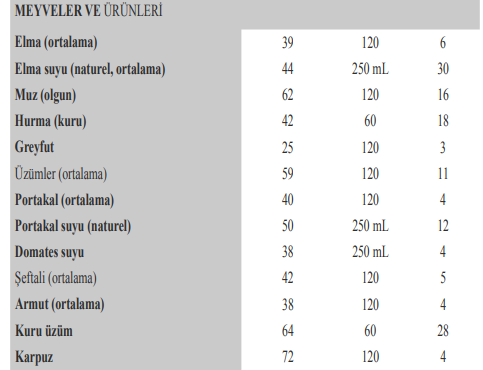 MEYVELER VE ÜRÜNLERİ
Elma (ortalama) 39 120 6
Elma suyu (naturel, ortalama) 44 250 mL 30
Muz (olgun) 62 120 16
Hurma (kuru) 42 60 18
Greyfut 25 120 3
Üzümler (ortalama) 59 120 11
Portakal (ortalama) 40 120 4
Portakal suyu (naturel) 50 250 mL 12
Domates suyu 38 250 mL 4
Şeftali (ortalama) 42 120 5
Armut (ortalama) 38 120 4
Kuru üzüm 64 60 28
Karpuz 72 120 4